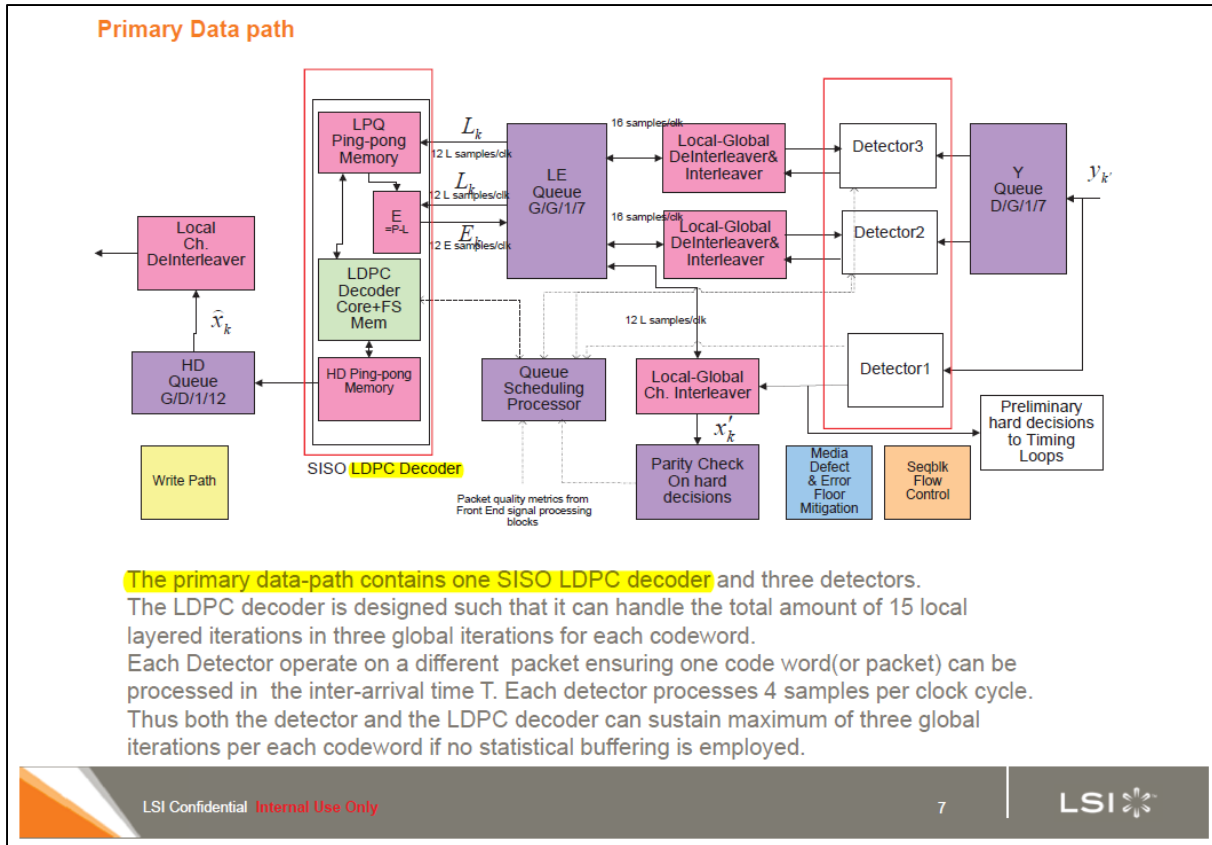 Primary Data path
LPQ
Ping-pong
Memory
L_k
12 L samples/clk
L_k
12 L samples/clk
E
=P-L
E_k
12 E samples/clk
LDPC
Decoder
Core+FS
Mem
HD Ping-pong
Memory
SISO LDPC Decoder
Local
Ch.
DeInterleaver
x̂_k
HD
Queue
G/D/1/12
Write Path
LE
Queue
G/G/1/7
16 samples/clk
Local-Global
DeInterleaver&
Interleaver
16 samples/clk
Local-Global
DeInterleaver&
Interleaver
12 L samples/clk
Queue
Scheduling
Processor
Local-Global
Ch. Interleaver
x'_k
Parity Check
On hard
decisions
Packet quality metrics from
Front End signal processing
blocks
Detector3
Detector2
Detector1
Y
Queue
D/G/1/7
y_k'
Preliminary
hard decisions
to Timing
Loops
Media
Defect
& Error
Floor
Mitigation
Seqblk
Flow
Control
The primary data-path contains one SISO LDPC decoder and three detectors.
The LDPC decoder is designed such that it can handle the total amount of 15 local
layered iterations in three global iterations for each codeword.
Each Detector operate on a different packet ensuring one code word(or packet) can be
processed in the inter-arrival time T. Each detector processes 4 samples per clock cycle.
Thus both the detector and the LDPC decoder can sustain maximum of three global
iterations per each codeword if no statistical buffering is employed.
LSI Confidential Internal Use Only
7
LSI